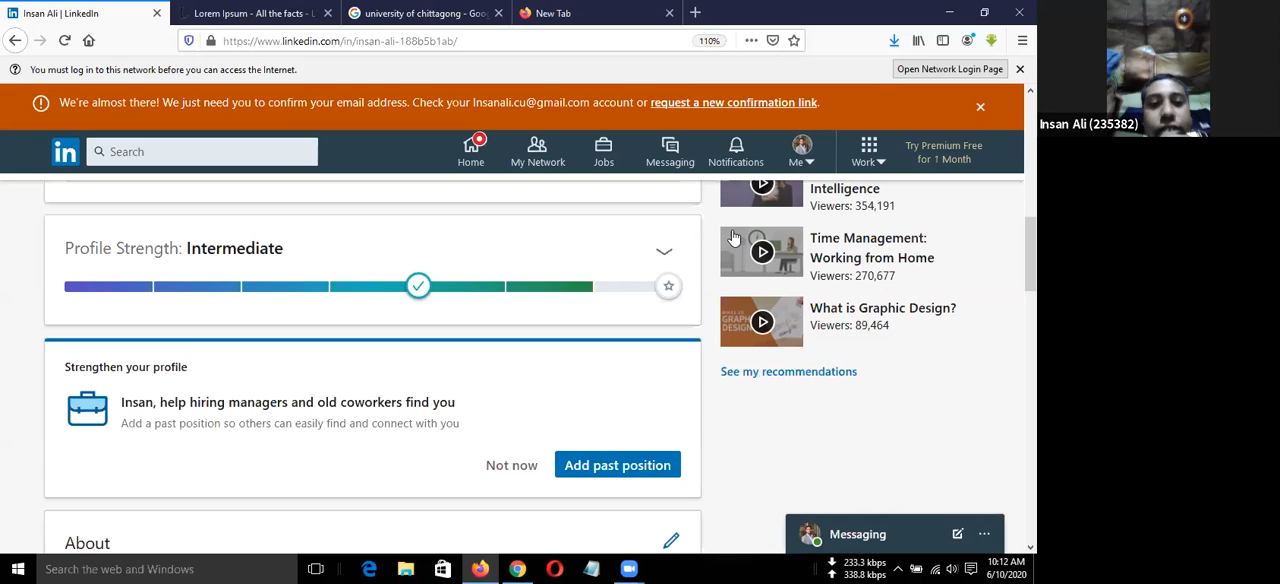 Insan Ali | LinkedIn
Lorem Ipsum - All the facts - L
university of chittagong - Goo
New Tab
https://www.linkedin.com/in/insan-ali-188b5b1ab/
110%
You must log in to this network before you can access the Internet.
Open Network Login Page
We're almost there! We just need you to confirm your email address. Check your Insanali.cu@gmail.com account or request a new confirmation link.
Insan Ali (235382)
in
Search
Home
My Network
Jobs
Messaging
Notifications
Me
Work
Try Premium Free
for 1 Month
Intelligence
Viewers: 354,191
Profile Strength: Intermediate
Time Management:
Working from Home
Viewers: 270,677
What is Graphic Design?
Viewers: 89,464
See my recommendations
Strengthen your profile
Insan, help hiring managers and old coworkers find you
Add a past position so others can easily find and connect with you
Not now
Add past position
About
Messaging
Search the web and Windows
233.3 kbps
338.8 kbps
10:12 AM
6/10/2020